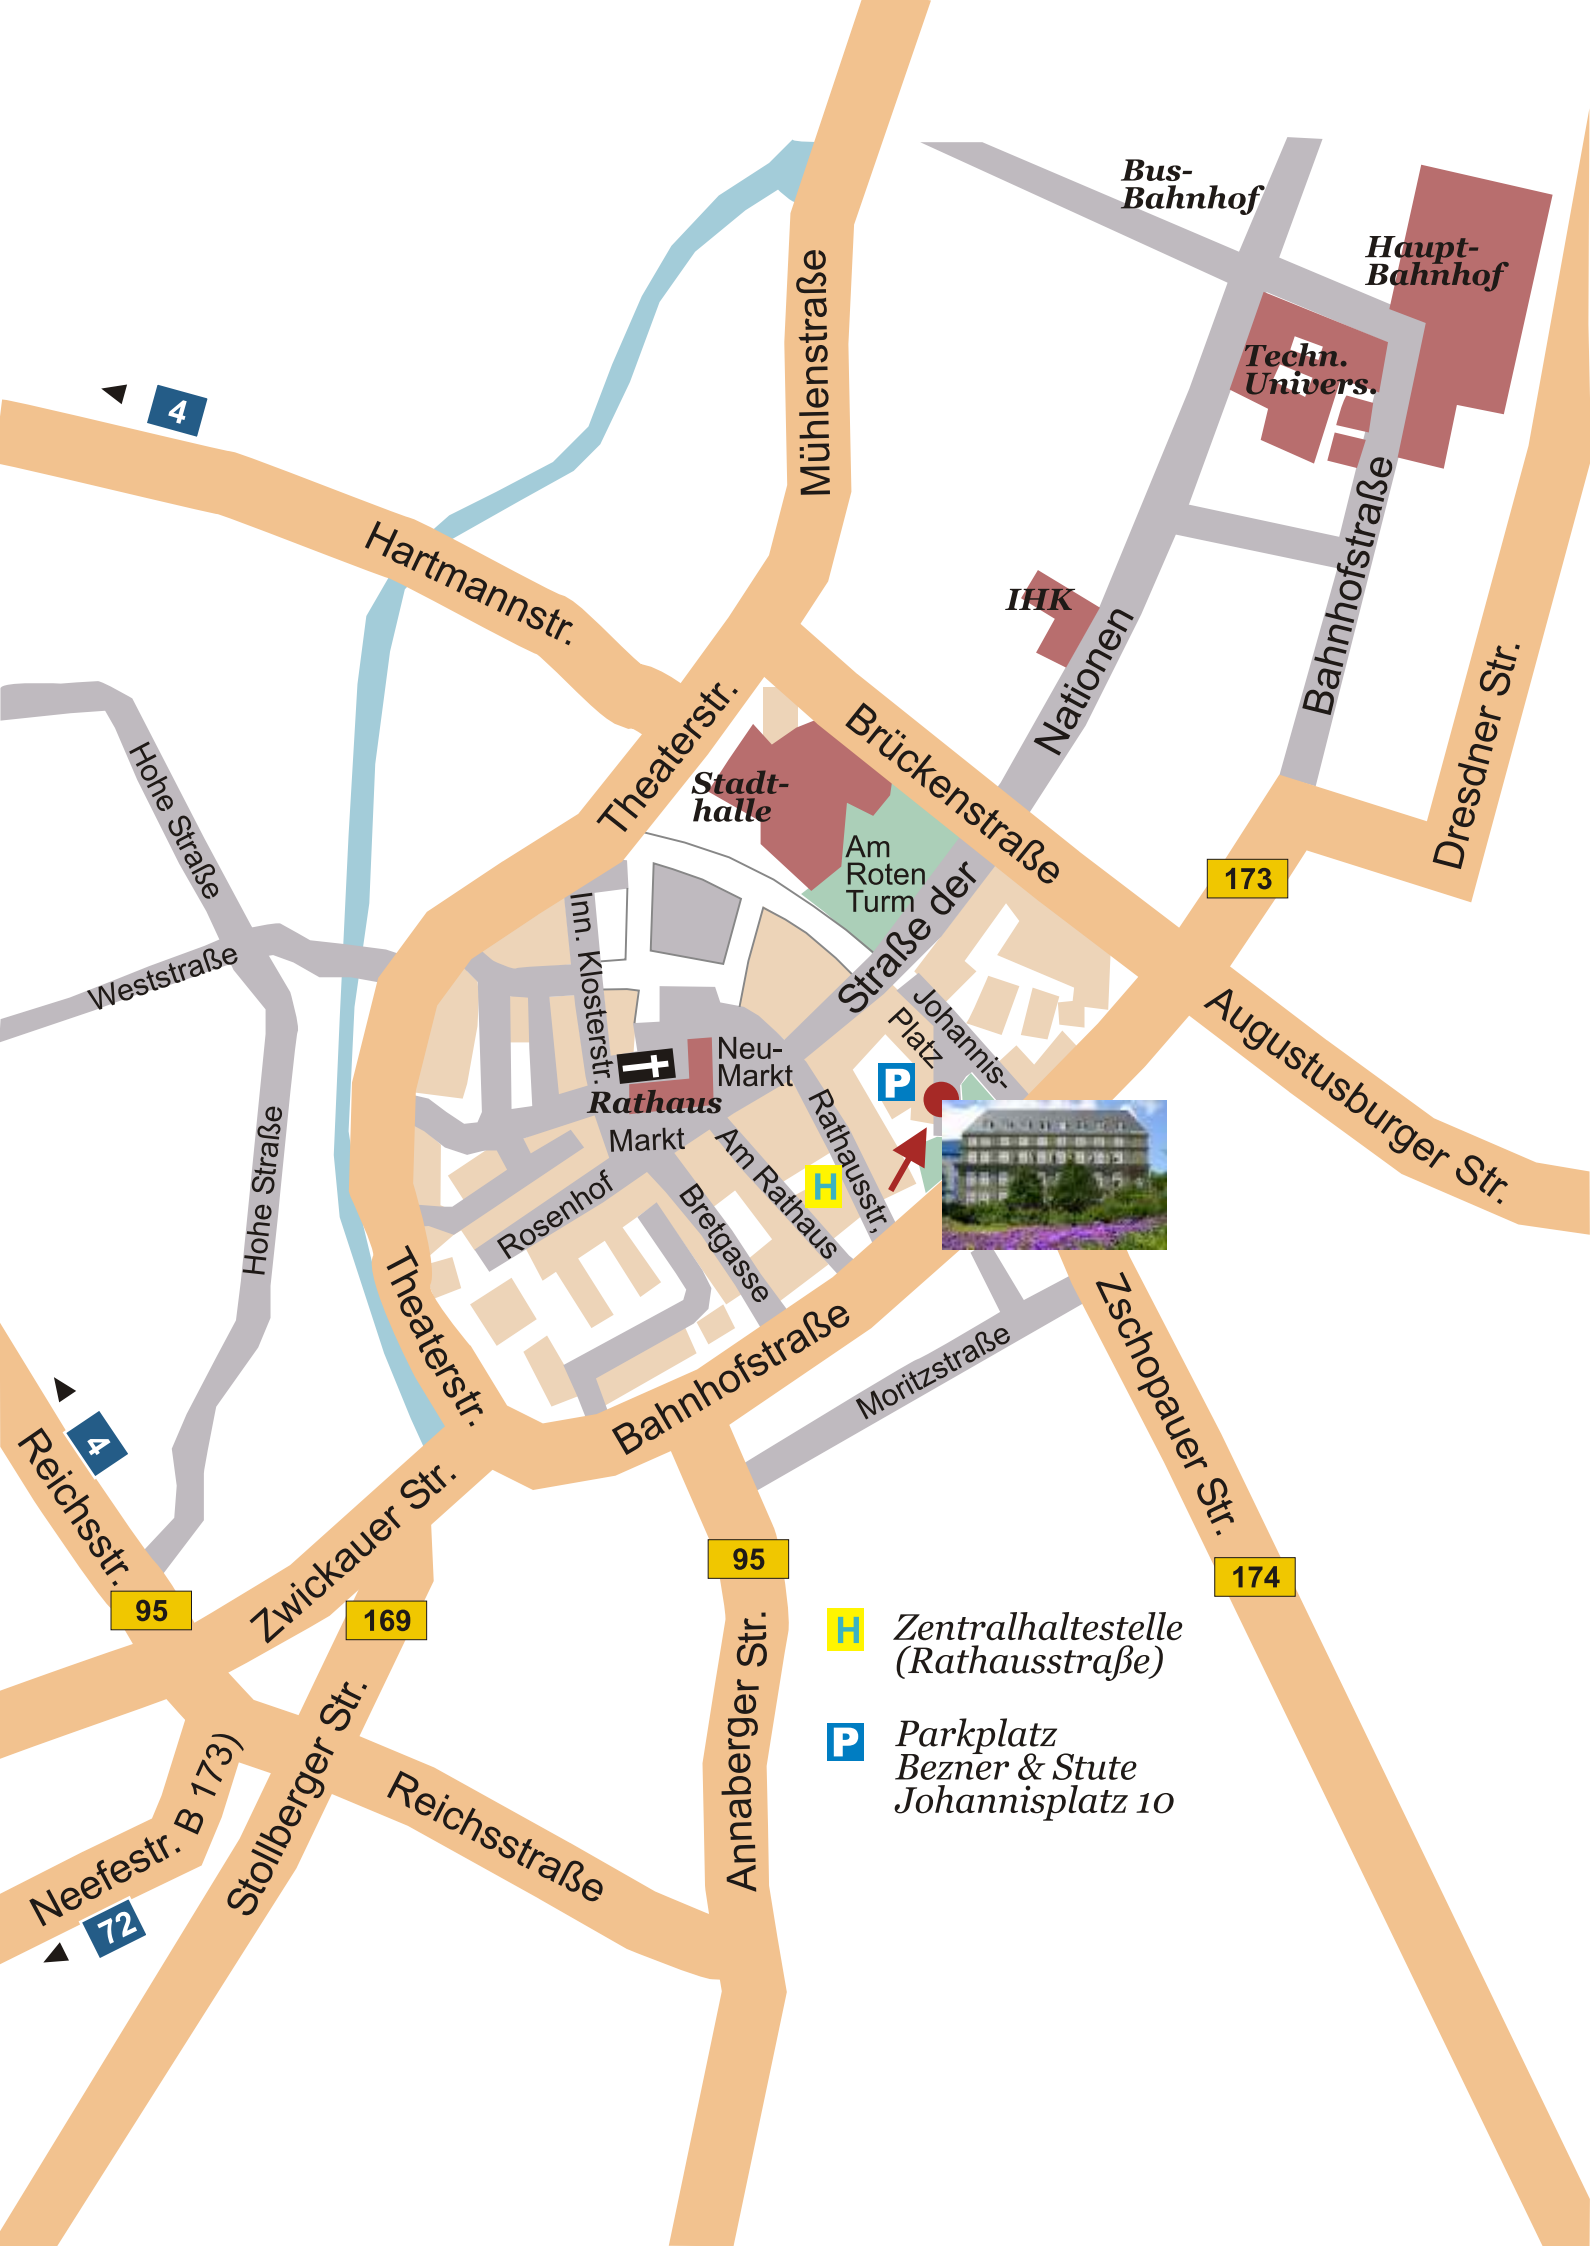 Bus-
Bahnhof
Haupt-
Bahnhof
Mühlenstraße
Techn.
Univers.
4
Hartmannstr.
Bahnhofstraße
IHK
Nationen
Dresdner Str.
Theaterstr.
Brückenstraße
Stadt-
halle
Hohe Straße
Am
Roten
Turm
173
Straße der
Inn. Klosterstr.
Weststraße
Johannis-
Platz
Augustusburger Str.
Neu-
Markt
P
Rathaus
Markt
Rathausstr,
Am Rathaus
H
Hohe Straße
Rosenhof
Bretgasse
Theaterstr.
Bahnhofstraße
Moritzstraße
Zschopauer Str.
4
Reichsstr.
Zwickauer Str.
95
169
95
174
H Zentralhaltestelle
(Rathausstraße)
Annaberger Str.
Stollberger Str.
P Parkplatz
Bezner & Stute
Johannisplatz 10
Neefestr. B 173)
Reichsstraße
72